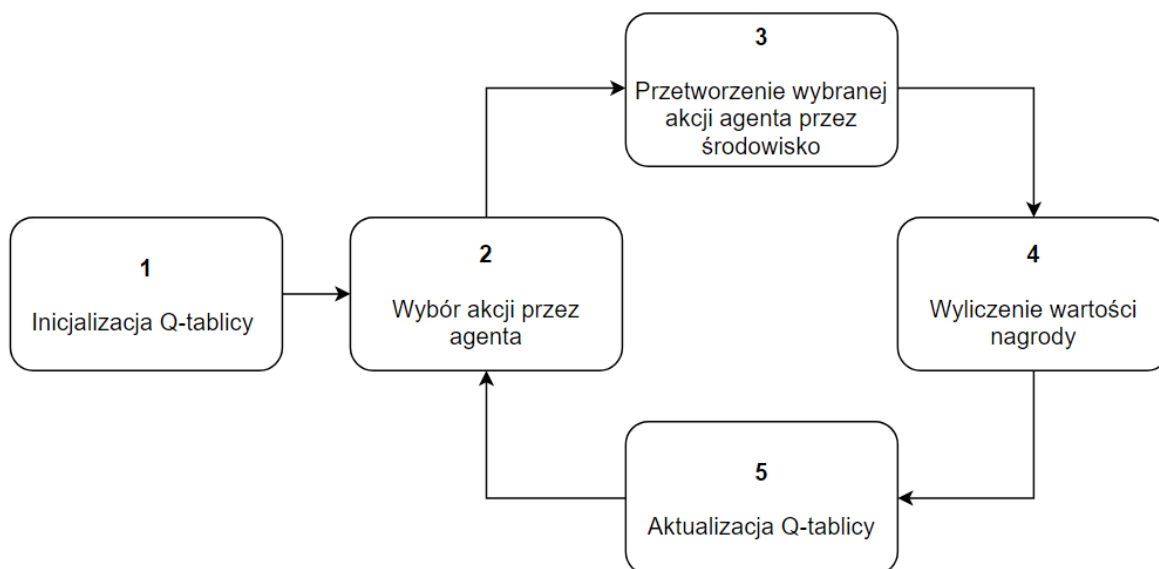 1
Inicjalizacja Q-tablicy
2
Wybór akcji przez
agenta
3
Przetworzenie wybranej
akcji agenta przez
środowisko
4
Wyliczenie wartości
nagrody
5
Aktualizacja Q-tablicy